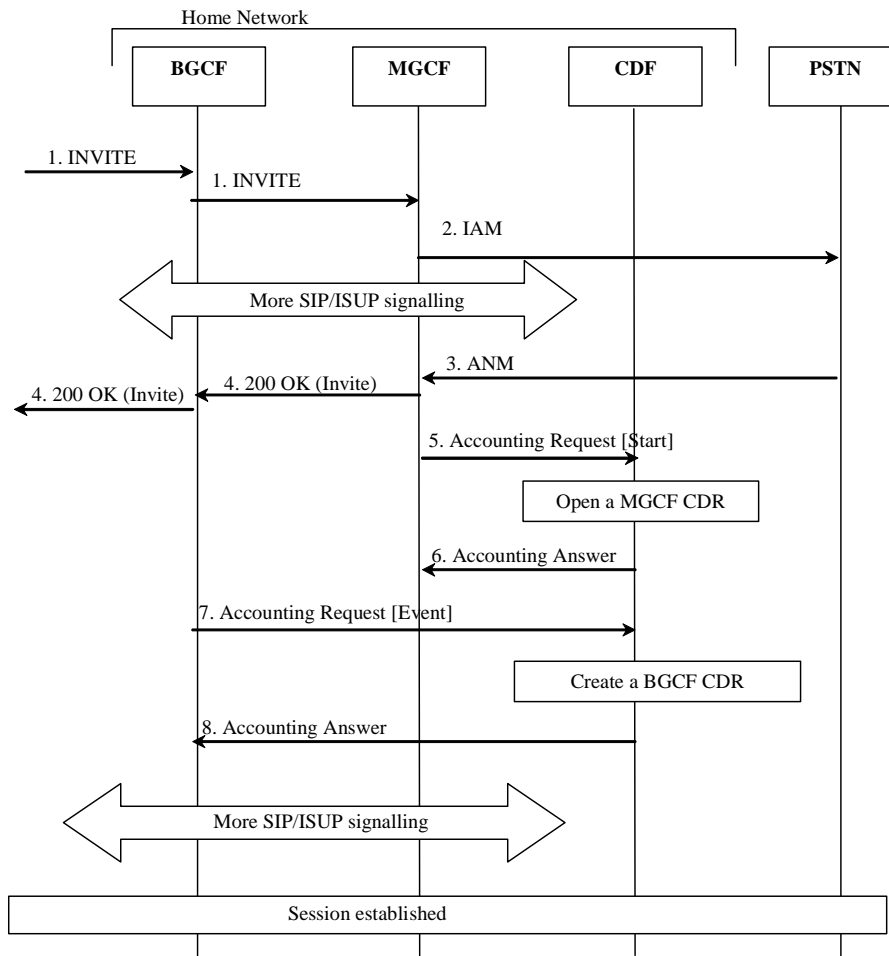 Home Network
BGCF
MGCF
CDF
PSTN
1. INVITE
1. INVITE
2. IAM
More SIP/ISUP signalling
3. ANM
4. 200 OK (Invite)
4. 200 OK (Invite)
5. Accounting Request [Start]
Open a MGCF CDR
6. Accounting Answer
7. Accounting Request [Event]
Create a BGCF CDR
8. Accounting Answer
More SIP/ISUP signalling
Session established